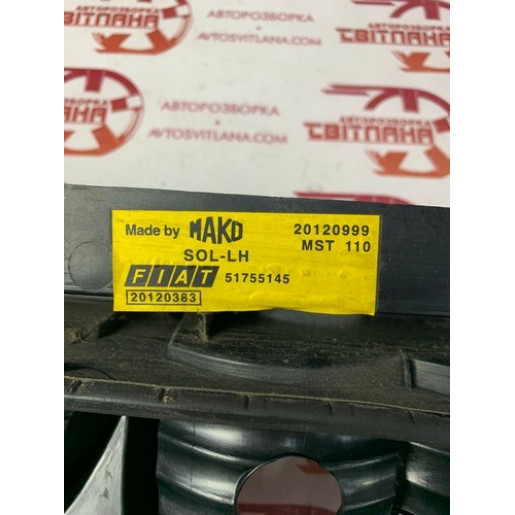 АВТОРОЗБОРКА
AVTOSVITLANA.COM
СВІТЛАНА
АВТОРОЗБОРКА
AVTOSVITLANA.COM
СВІТЛАНА
Made by MAKO 20120999
SOL-LH MST 110
FIAT 51755145
20120383